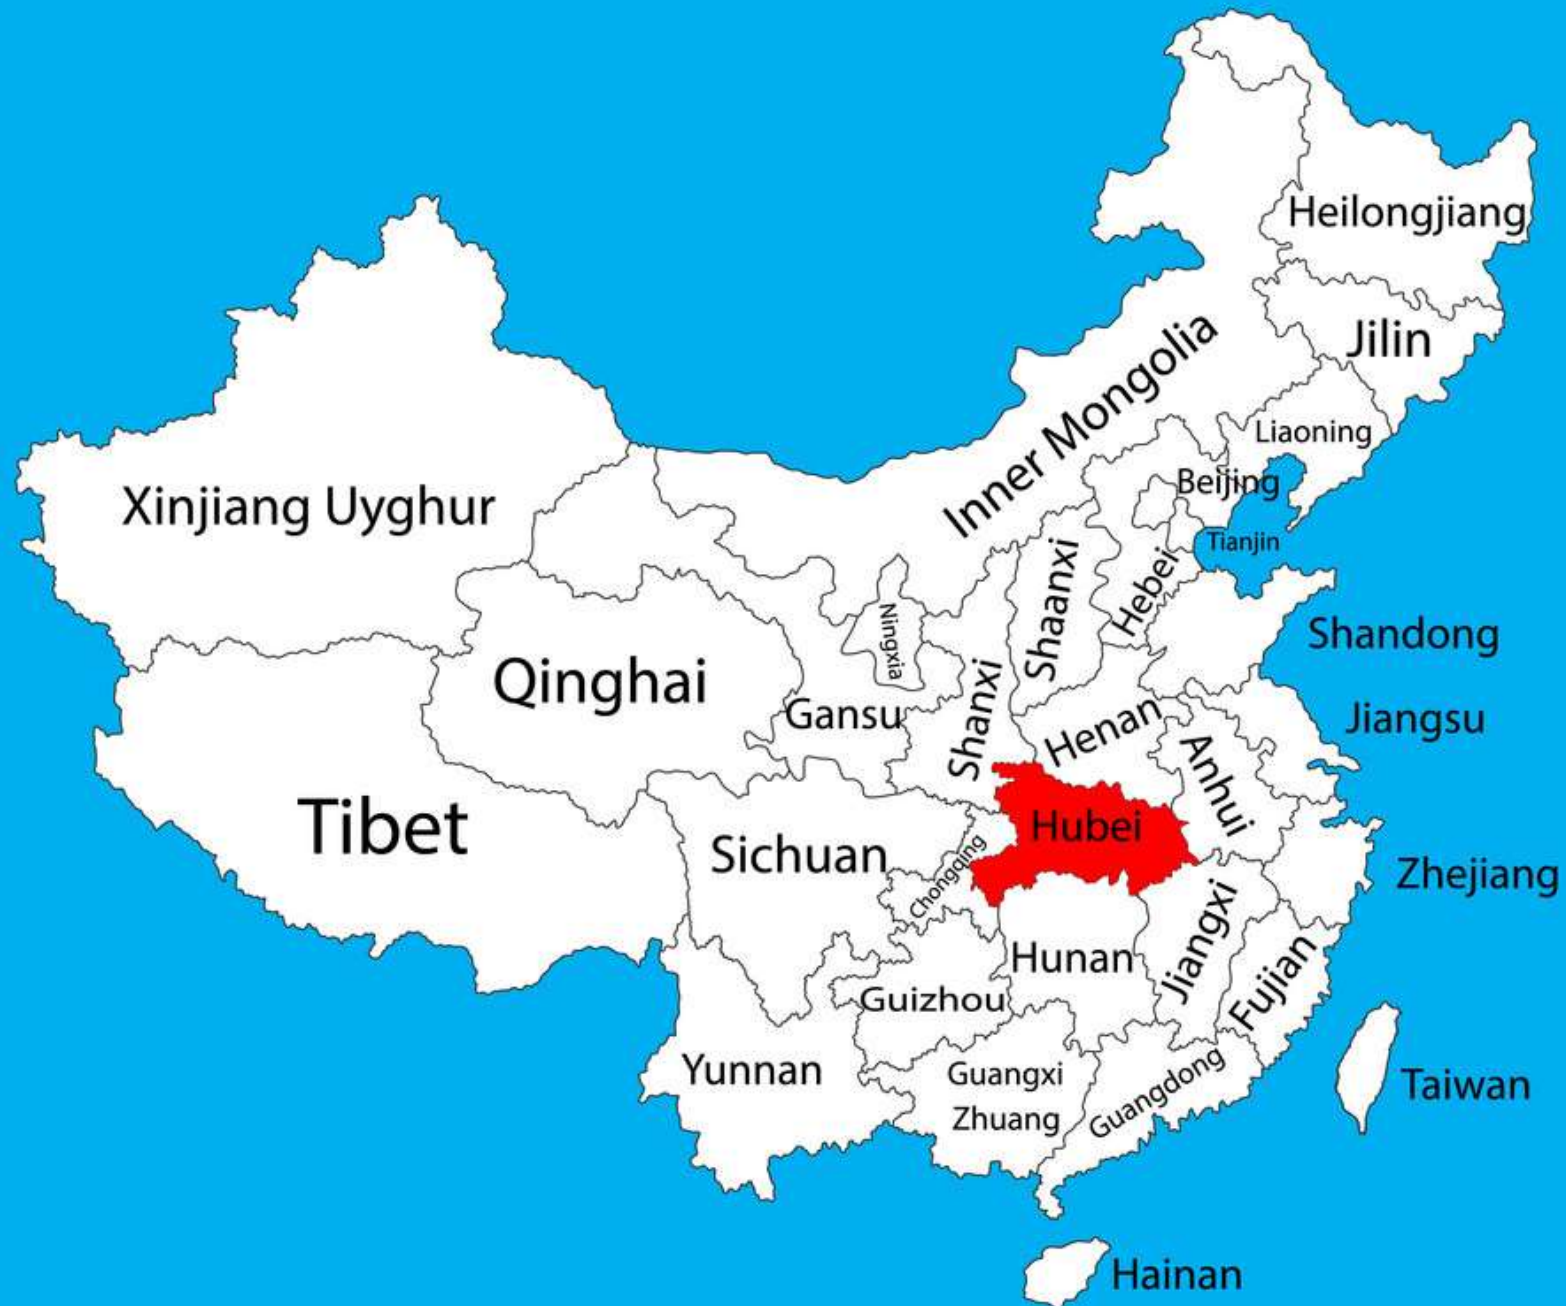 Heilongjiang
Jilin
Inner Mongolia
Liaoning
Beijing
Xinjiang Uyghur
Tianjin
Shaanxi
Hebei
Ningxia
Shandong
Qinghai
Gansu
Shanxi
Henan
Jiangsu
Anhui
Tibet
Hubei
Sichuan
Chongqing
Zhejiang
Jiangxi
Hunan
Fujian
Guizhou
Yunnan
Guangxi
Zhuang
Guangdong
Taiwan
Hainan